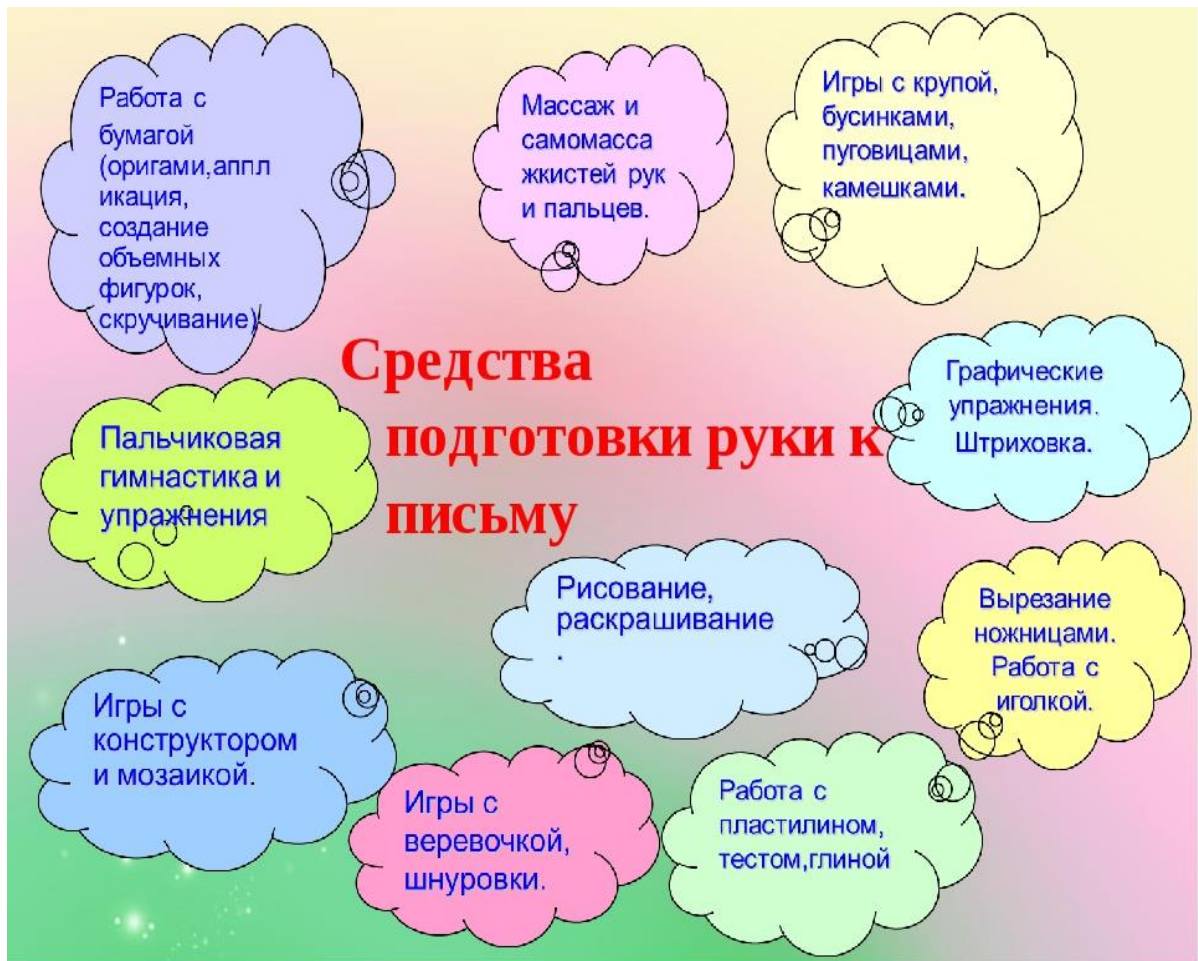 Работа с
бумагой
(оригами,аппл
икация,
создание
объемных
фигурок,
скручивание)
Массаж и
самомасса
жкистей рук
и пальцев.
Игры с крупой,
бусинками,
пуговицами,
камешками.
Средства
подготовки руки к
письму
Графические
упражнения.
Штриховка.
Пальчиковая
гимнастика и
упражнения
Рисование,
раскрашивание
.
Вырезание
ножницами.
Работа с
иголкой.
Игры с
конструктором
и мозаикой.
Игры с
веревочкой,
шнуровки.
Работа с
пластилином,
тестом,глиной